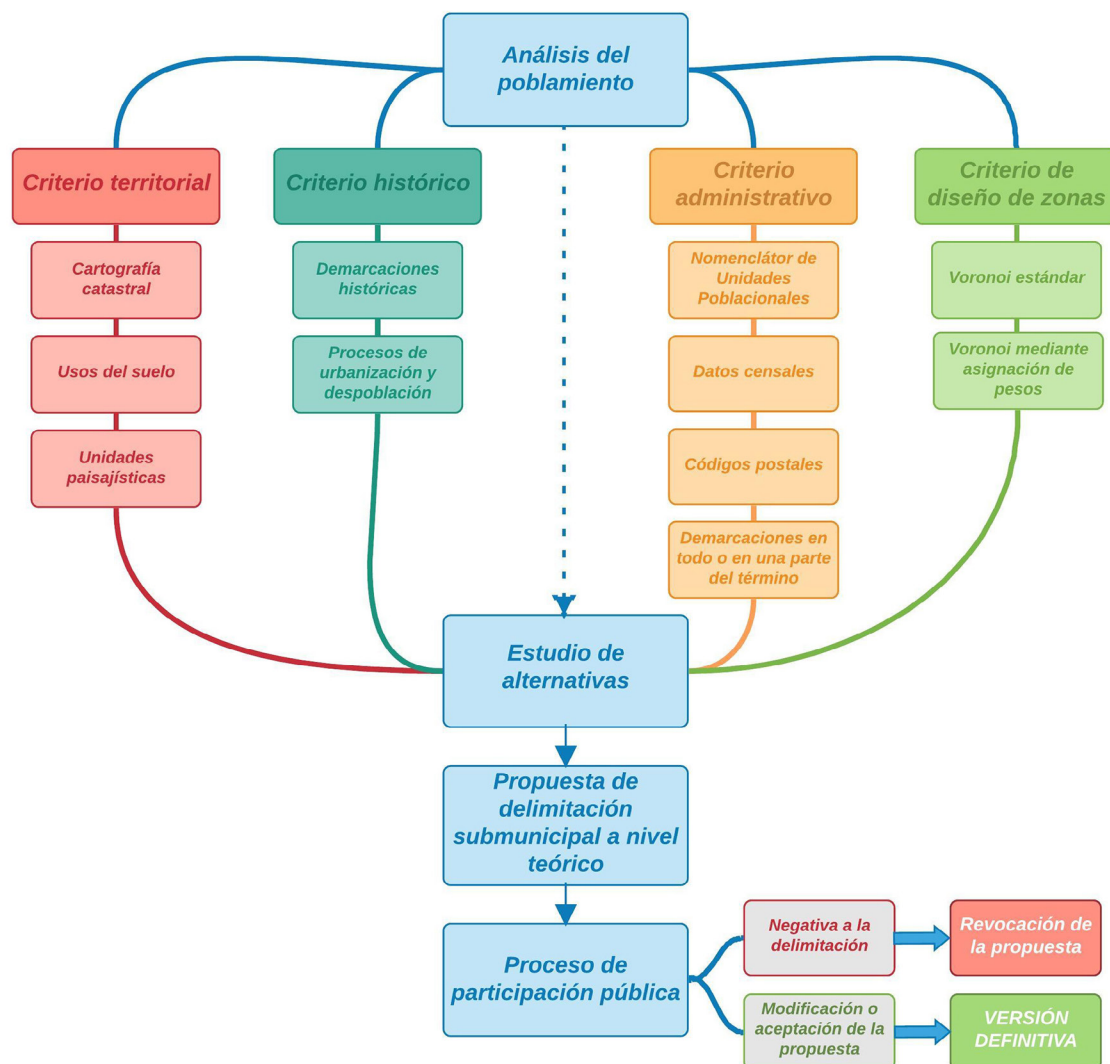 Análisis del
poblamiento
Criterio territorial
Cartografía
catastral
Usos del suelo
Unidades
paisajísticas
Criterio histórico
Demarcaciones
históricas
Procesos de
urbanización y
despoblación
Criterio
administrativo
Nomenclátor de
Unidades
Poblacionales
Datos censales
Códigos postales
Demarcaciones en
todo o en una parte
del término
Criterio de
diseño de zonas
Voronoi estándar
Voronoi mediante
asignación de
pesos
Estudio de
alternativas
Propuesta de
delimitación
submunicipal a nivel
teórico
Proceso de
participación pública
Negativa a la
delimitación
Revocación de
la propuesta
Modificación o
aceptación de la
propuesta
VERSIÓN
DEFINITIVA